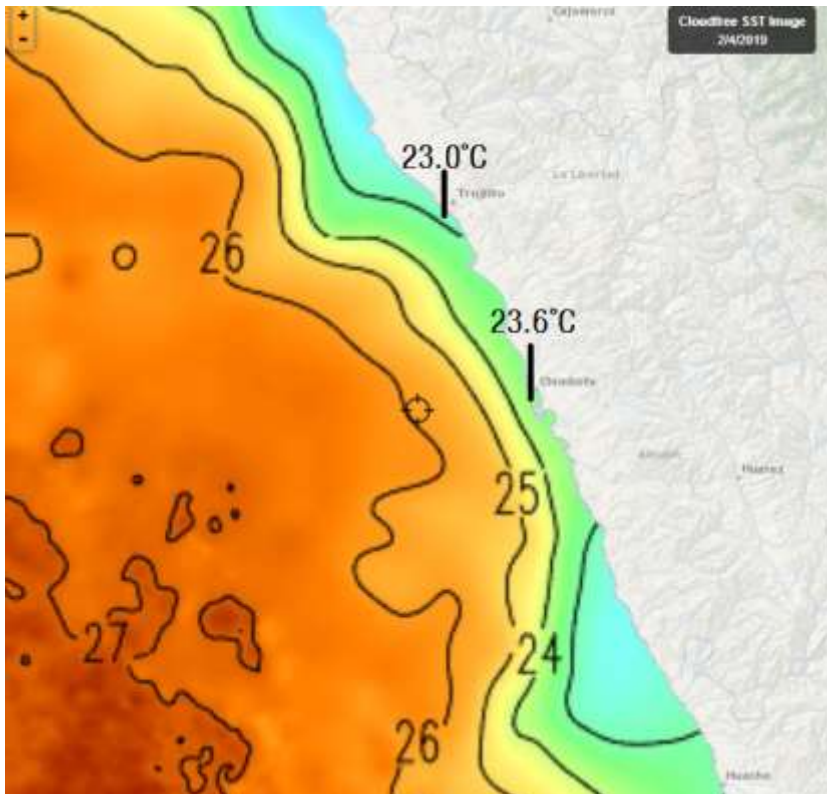 +
-
Cajamarca
Cloudfree SST Image
2/4/2019
23.0°C
La Libertad
Trujillo
26
23.6°C
Chimbote
Huaraz
25
27
24
26
Huacho